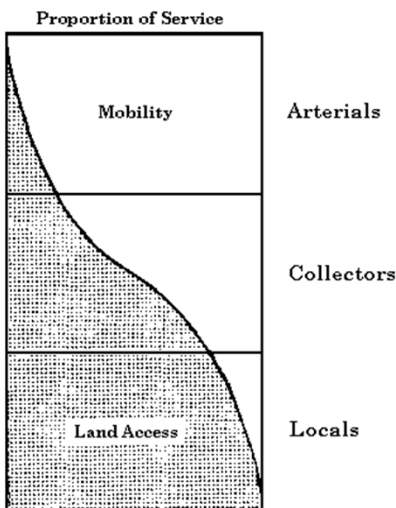 Proportion of Service
Mobility
Arterials
Collectors
Land Access
Locals